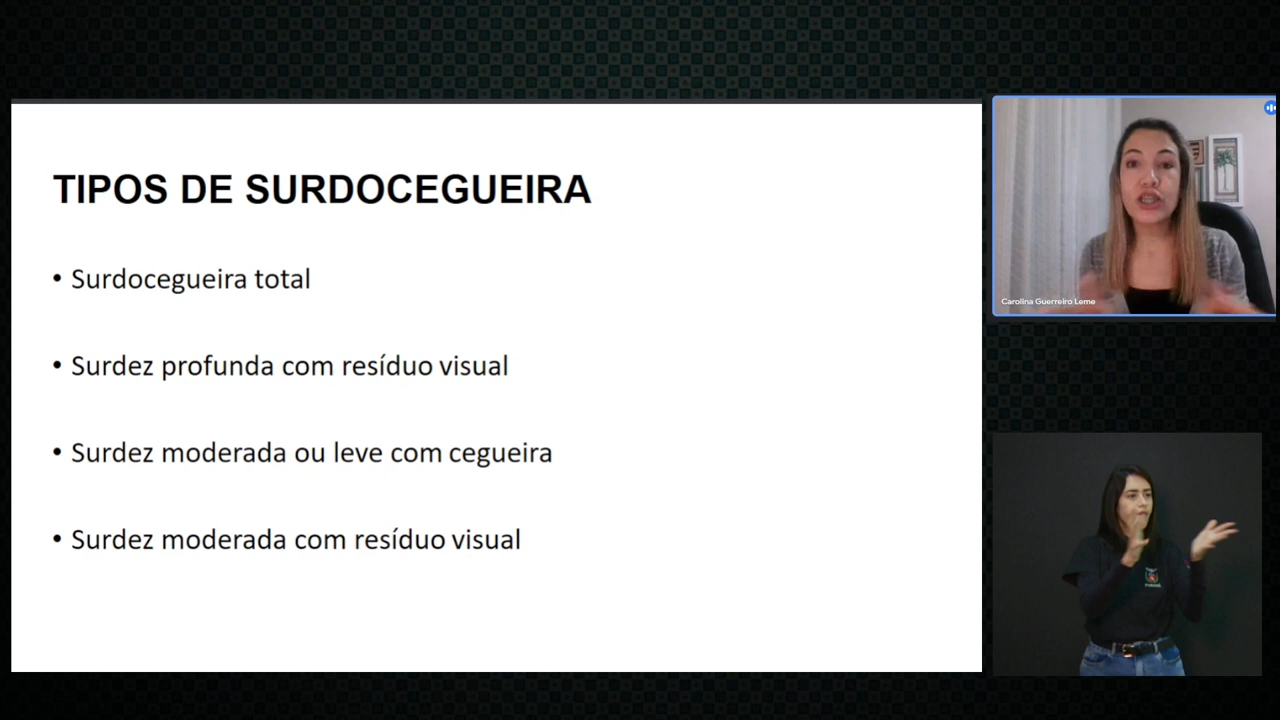 TIPOS DE SURDOCEGUEIRA
• Surdocegueira total
• Surdez profunda com resíduo visual
• Surdez moderada ou leve com cegueira
• Surdez moderada com resíduo visual
Carolina Guerreiro Leme